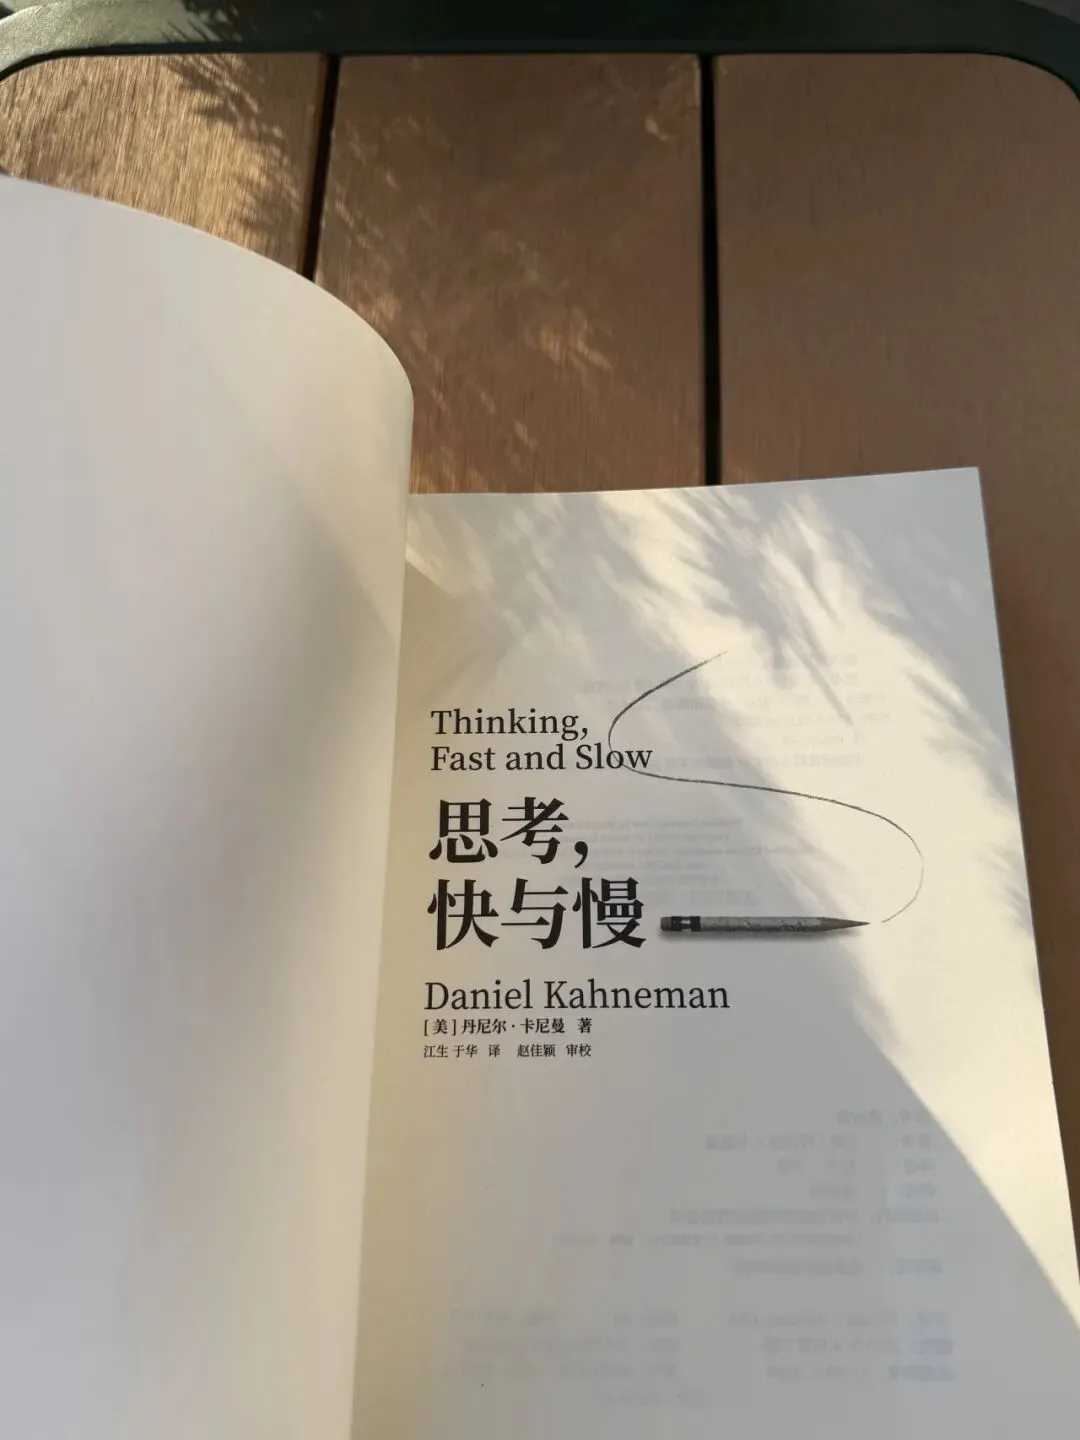 Thinking,
Fast and Slow
思考,
快与慢
Daniel Kahneman
[ 美 ] 丹尼尔 · 卡尼曼 著
江生 于华 译 赵佳颖 审校